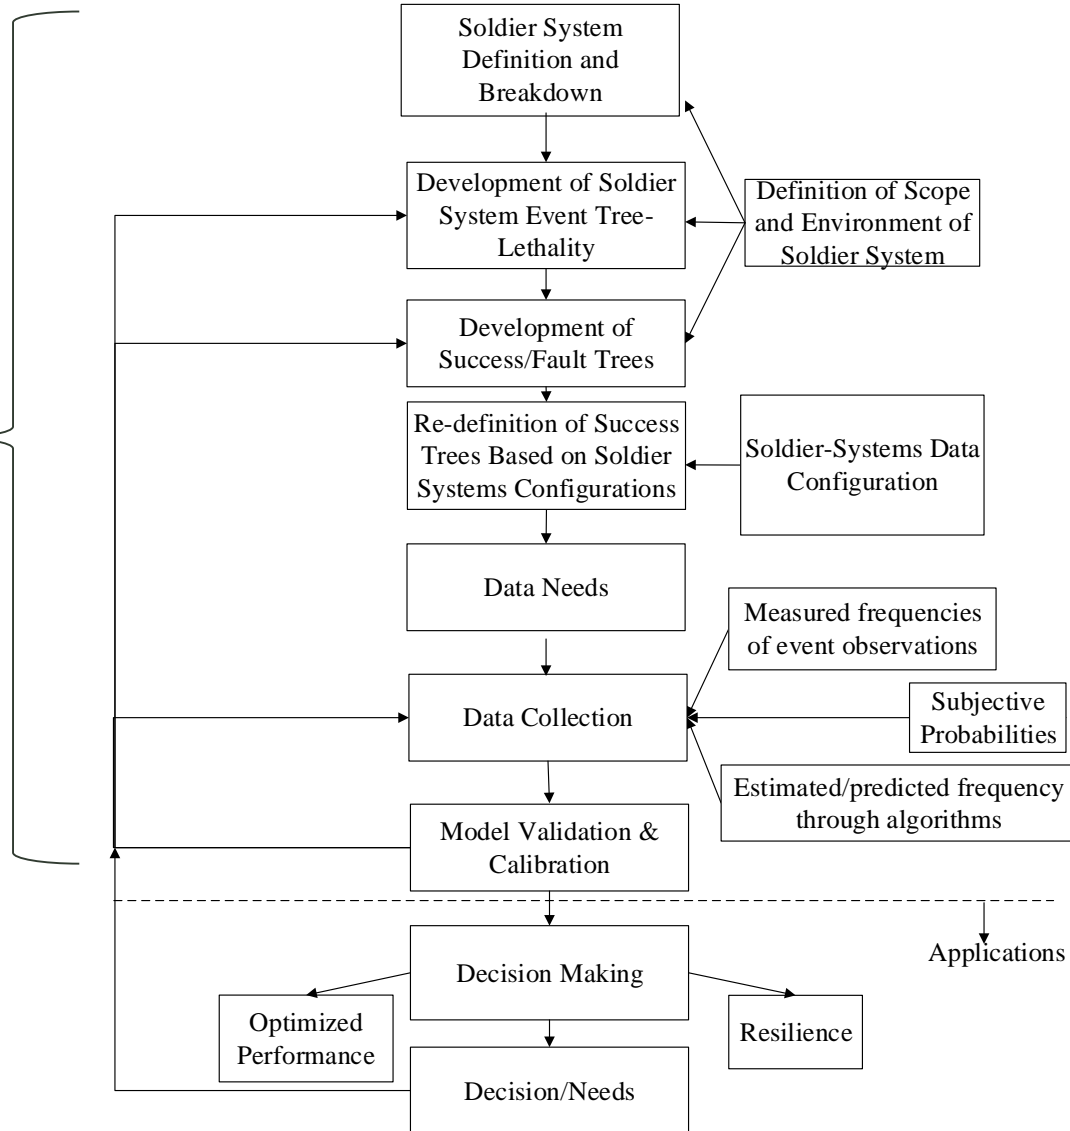 Soldier System
Definition and
Breakdown
Development of Soldier
System Event Tree-
Lethality
Definition of Scope
and Environment of
Soldier System
Development of
Success/Fault Trees
Re-definition of Success
Trees Based on Soldier
Systems Configurations
Soldier-Systems Data
Configuration
Data Needs
Measured frequencies
of event observations
Data Collection
Subjective
Probabilities
Estimated/predicted frequency
through algorithms
Model Validation &
Calibration
Applications
Decision Making
Optimized
Performance
Resilience
Decision/Needs